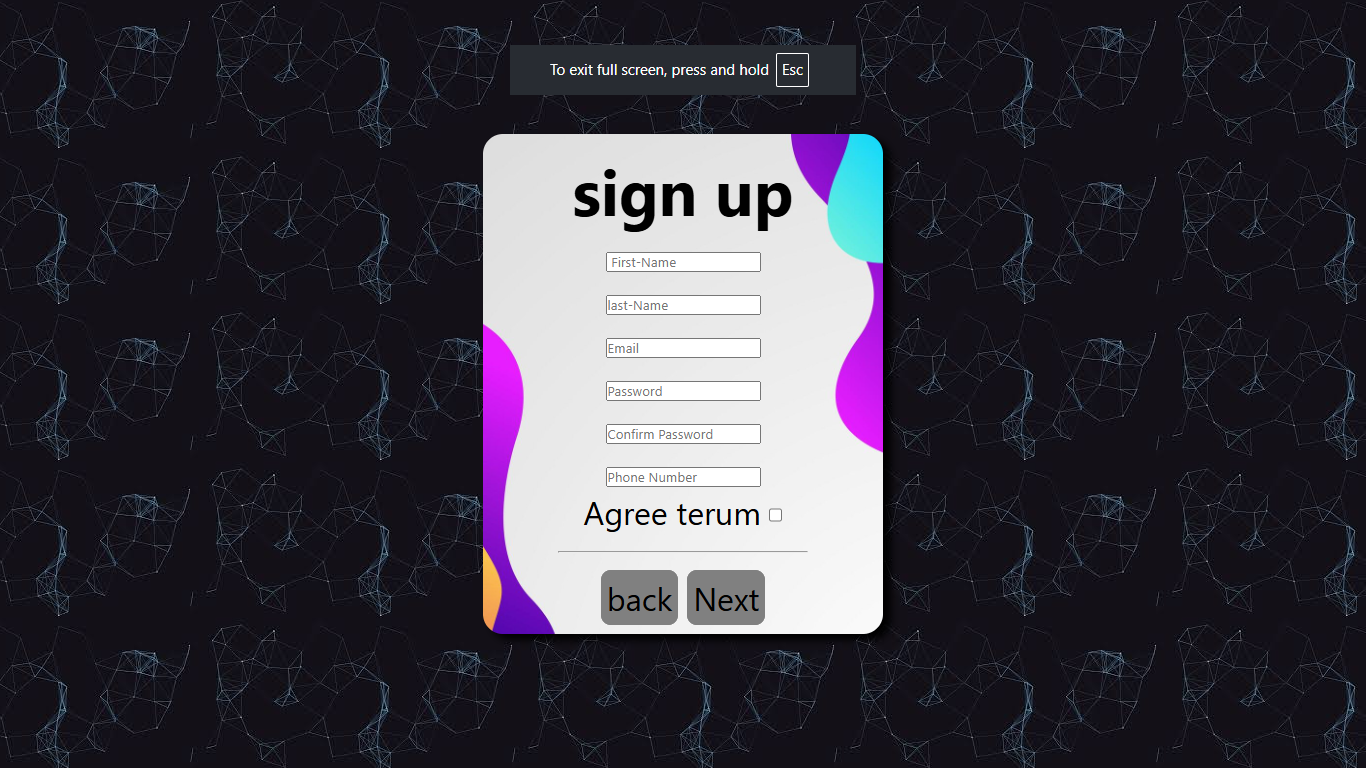 To exit full screen, press and hold Esc
sign up
First-Name
last-Name
Email
Password
Confirm Password
Phone Number
Agree terum
back Next